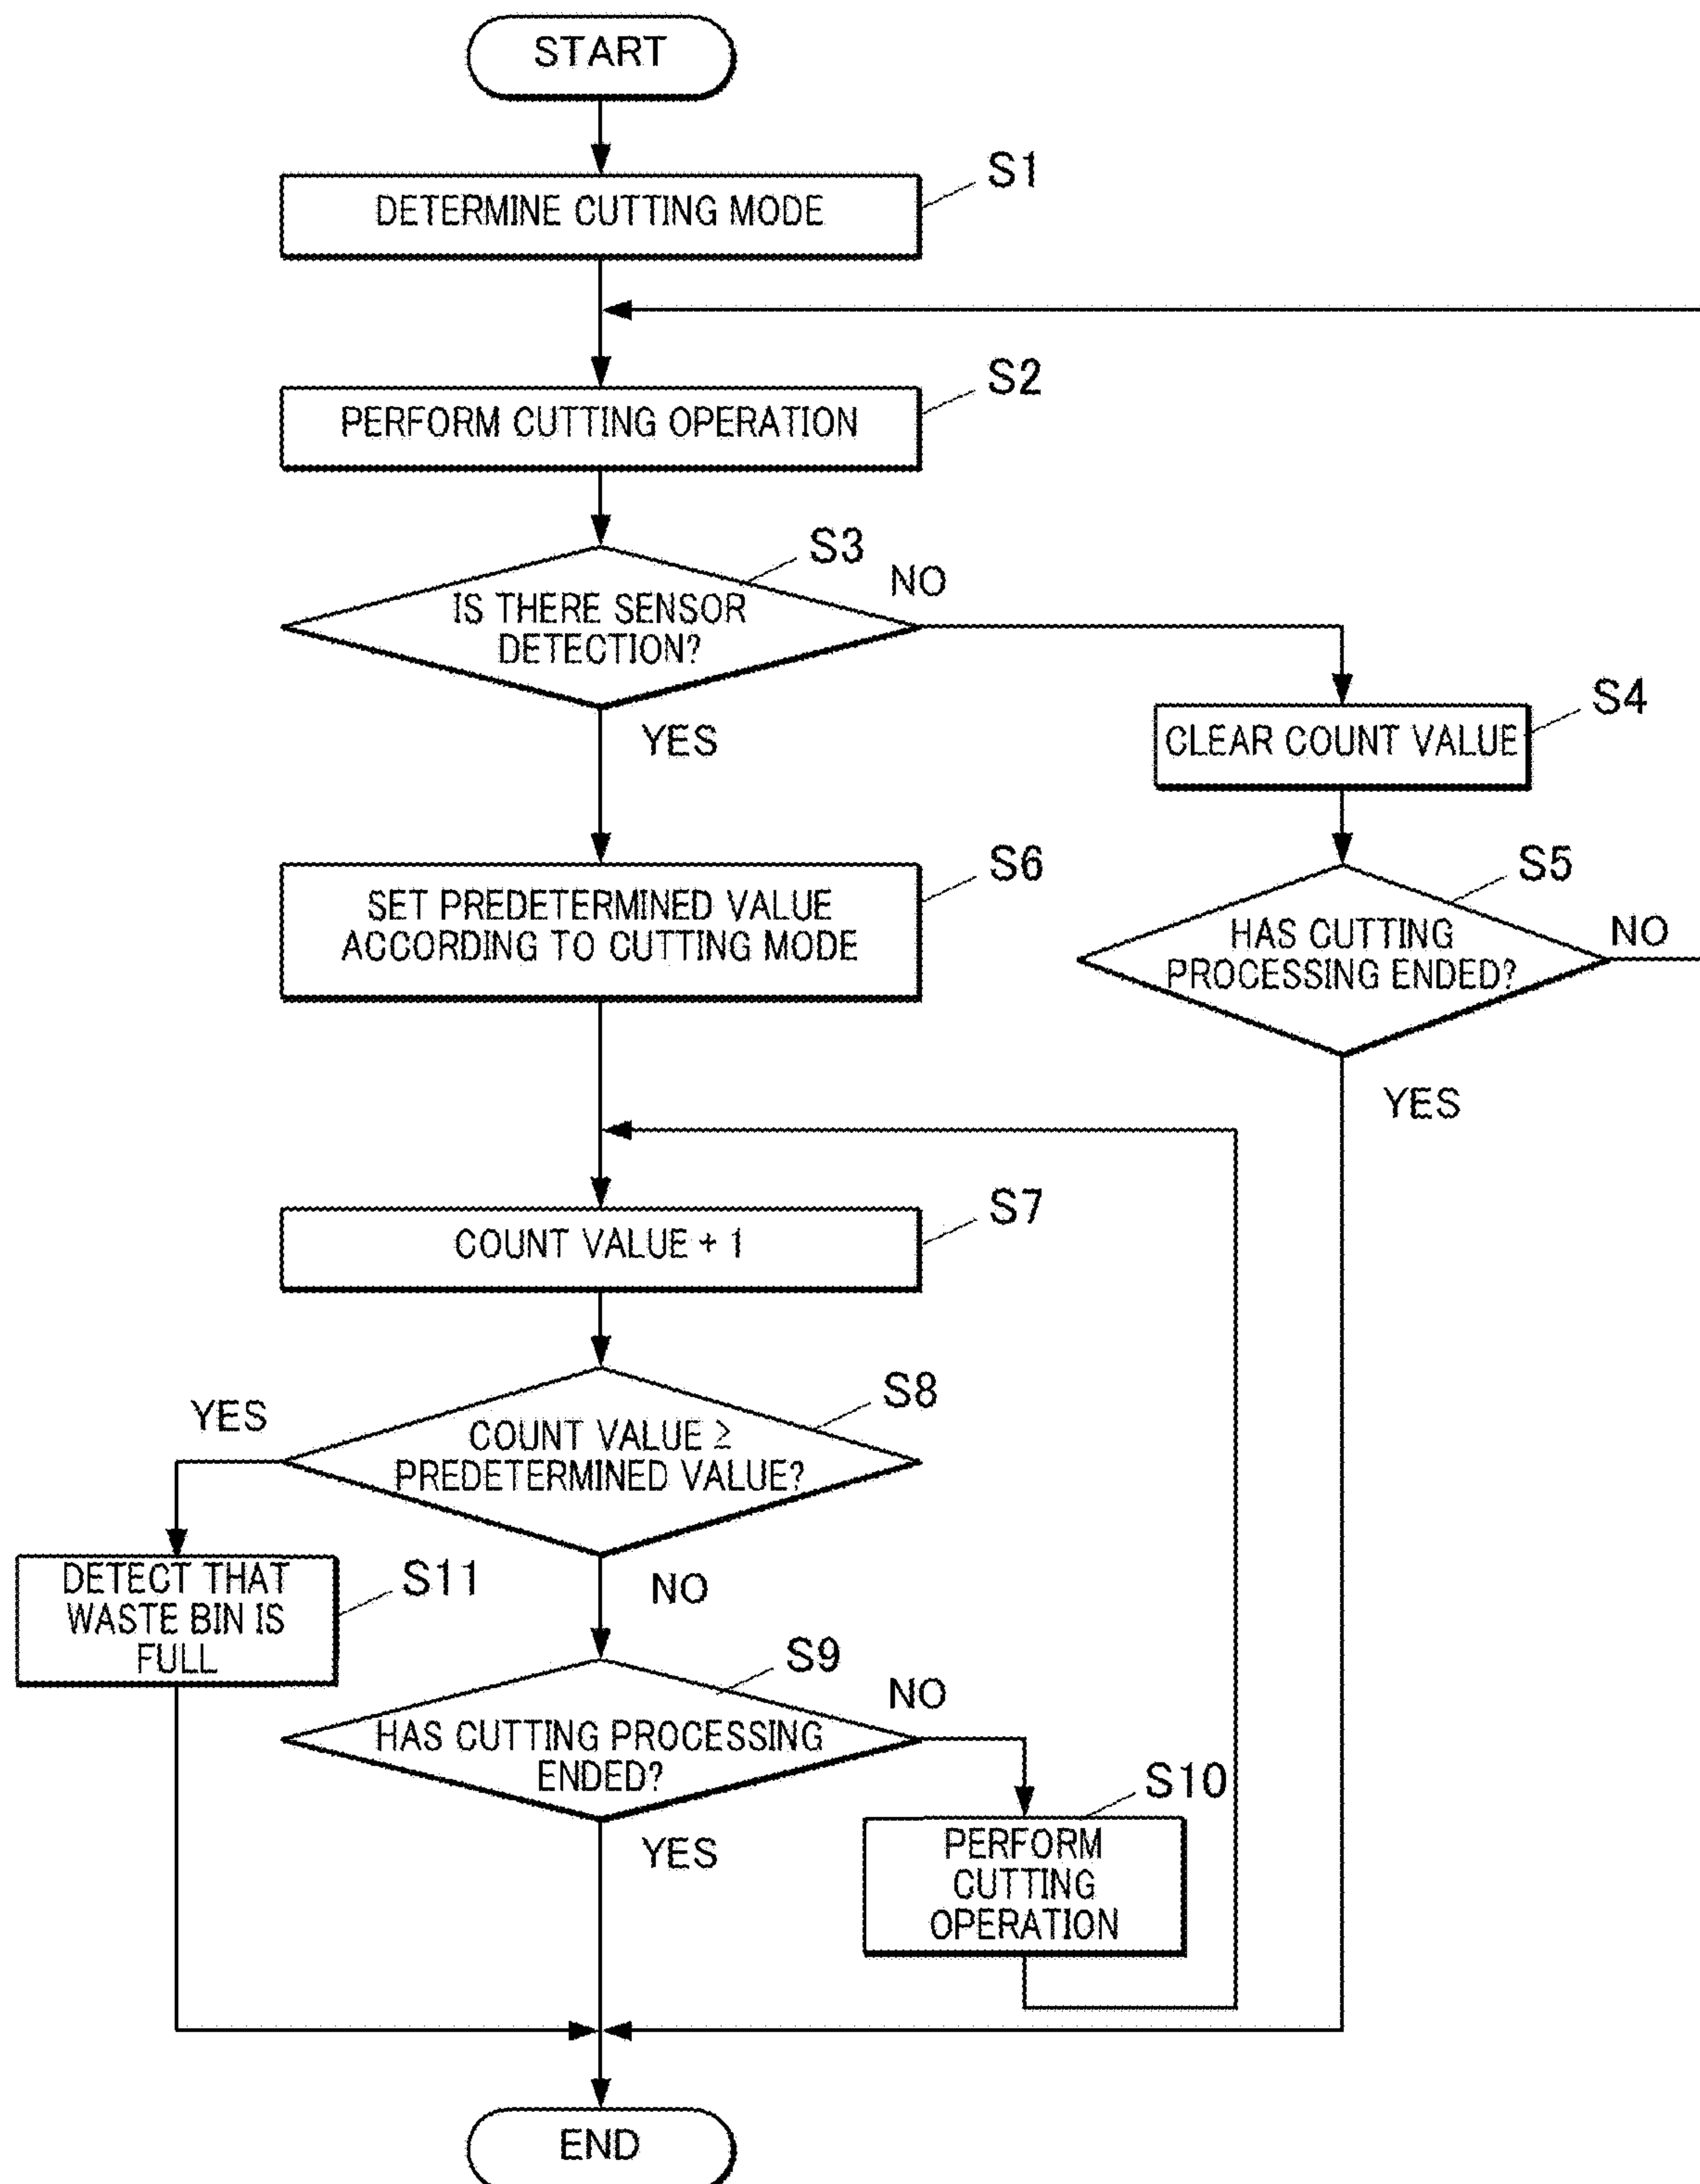 START
S1
DETERMINE CUTTING MODE
S2
PERFORM CUTTING OPERATION
S3
NO
IS THERE SENSOR
DETECTION?
YES
S4
CLEAR COUNT VALUE
S5
HAS CUTTING
PROCESSING ENDED?
NO
YES
S6
SET PREDETERMINED VALUE
ACCORDING TO CUTTING MODE
S7
COUNT VALUE + 1
S8
YES
COUNT VALUE ≥
PREDETERMINED VALUE?
NO
S11
DETECT THAT
WASTE BIN IS
FULL
S9
NO
HAS CUTTING PROCESSING
ENDED?
YES
S10
PERFORM
CUTTING
OPERATION
END